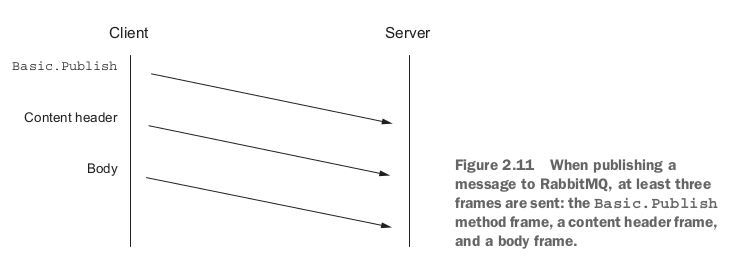 Client
Server
Basic.Publish
Content header
Body
Figure 2.11 When publishing a
message to RabbitMQ, at least three
frames are sent: the Basic.Publish
method frame, a content header frame,
and a body frame.